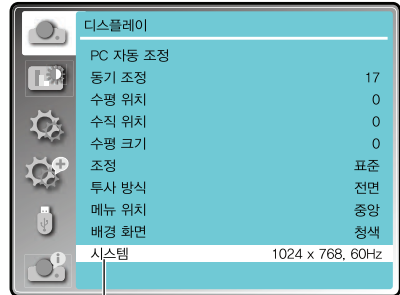 디스플레이
PC 자동 조정
동기 조정 17
수평 위치 0
수직 위치 0
수평 크기 0
조정 표준
투사 방식 전면
메뉴 위치 중앙
배경 화면 청색
시스템 1024 x 768, 60Hz